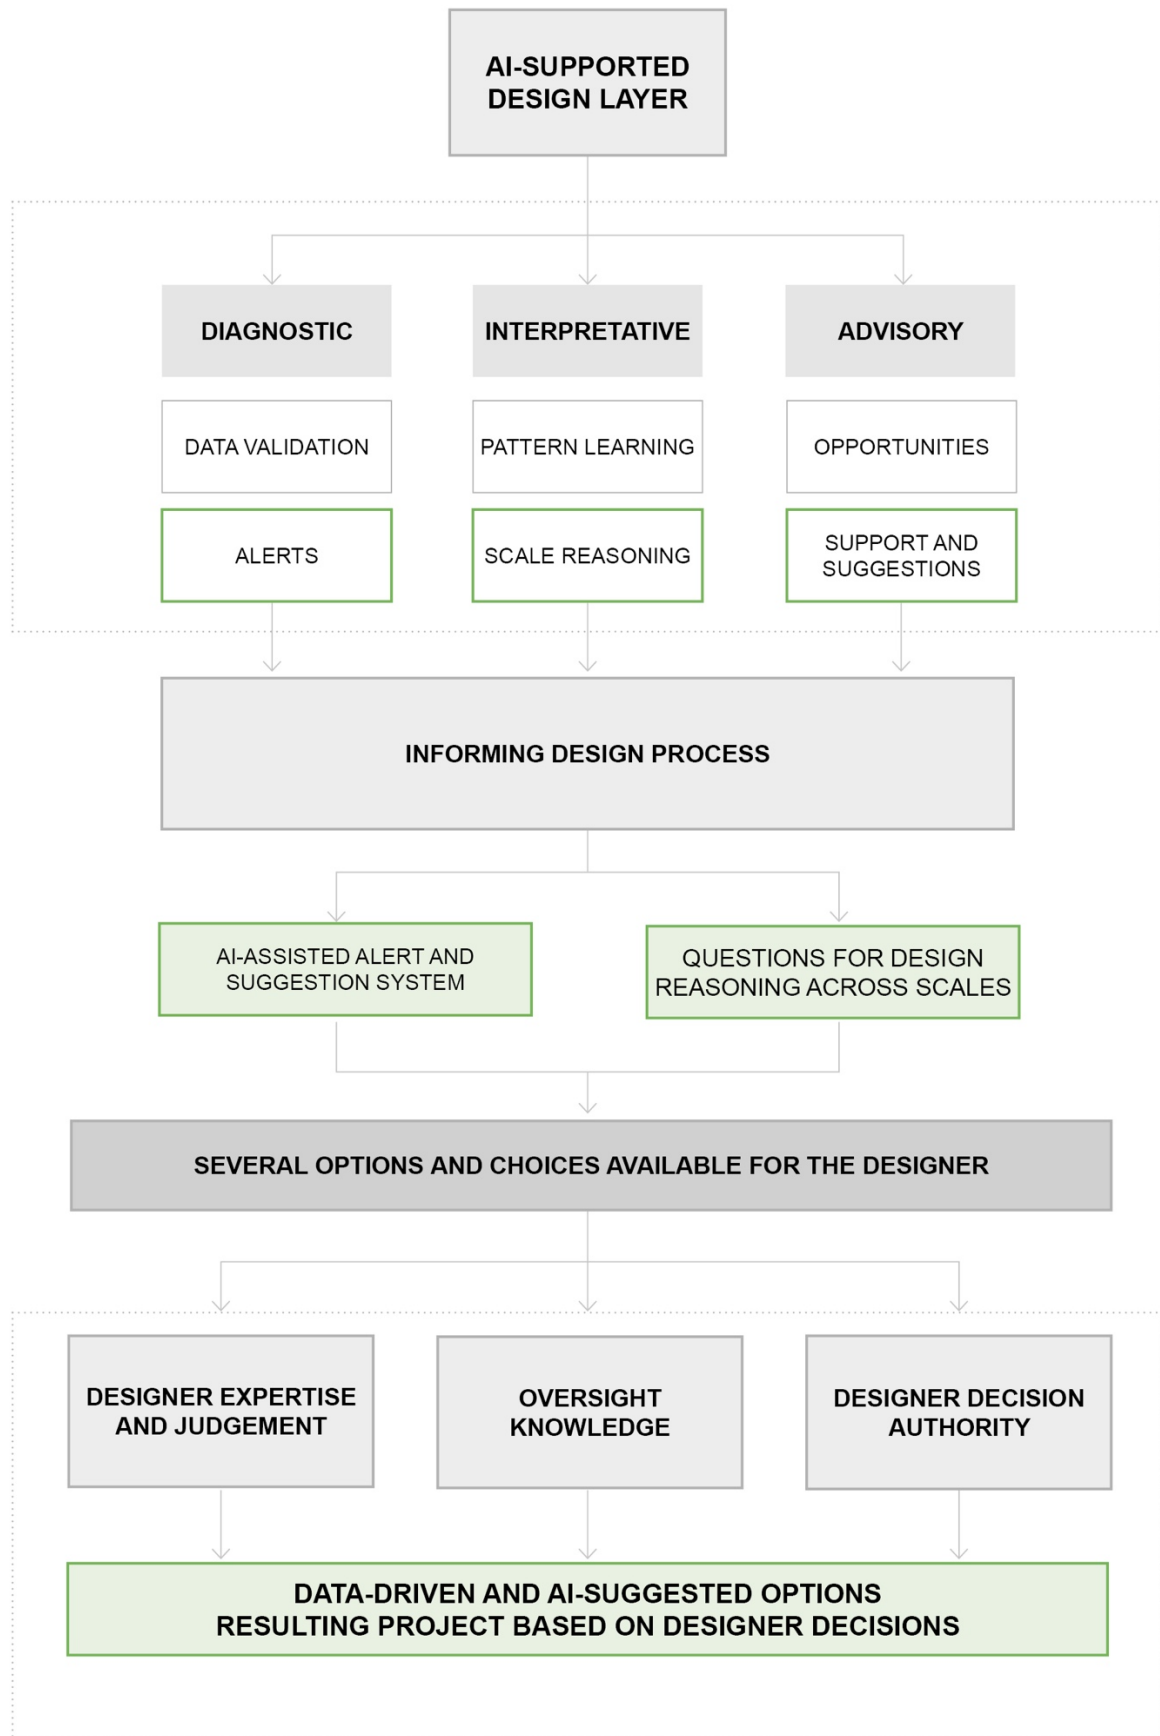 AI-SUPPORTED
DESIGN LAYER
DIAGNOSTIC
INTERPRETATIVE
ADVISORY
DATA VALIDATION
PATTERN LEARNING
OPPORTUNITIES
ALERTS
SCALE REASONING
SUPPORT AND
SUGGESTIONS
INFORMING DESIGN PROCESS
AI-ASSISTED ALERT AND
SUGGESTION SYSTEM
QUESTIONS FOR DESIGN
REASONING ACROSS SCALES
SEVERAL OPTIONS AND CHOICES AVAILABLE FOR THE DESIGNER
DESIGNER EXPERTISE
AND JUDGEMENT
OVERSIGHT
KNOWLEDGE
DESIGNER DECISION
AUTHORITY
DATA-DRIVEN AND AI-SUGGESTED OPTIONS
RESULTING PROJECT BASED ON DESIGNER DECISIONS